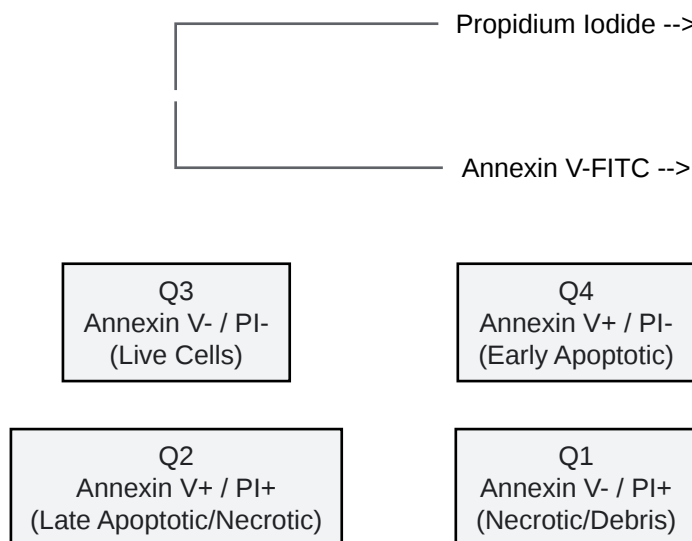 Propidium Iodide -->
Annexin V-FITC -->
Q3
Annexin V- / PI-
(Live Cells)
Q4
Annexin V+ / PI-
(Early Apoptotic)
Q2
Annexin V+ / PI+
(Late Apoptotic/Necrotic)
Q1
Annexin V- / PI+
(Necrotic/Debris)